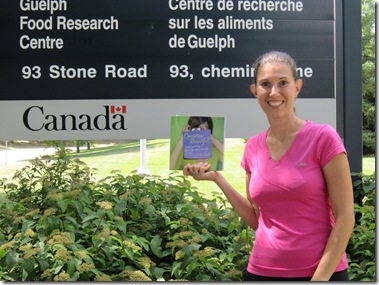 Guelph
Food Research
Centre
93 Stone Road
Centre de recherche
sur les aliments
de Guelph
93, chemin
Canada